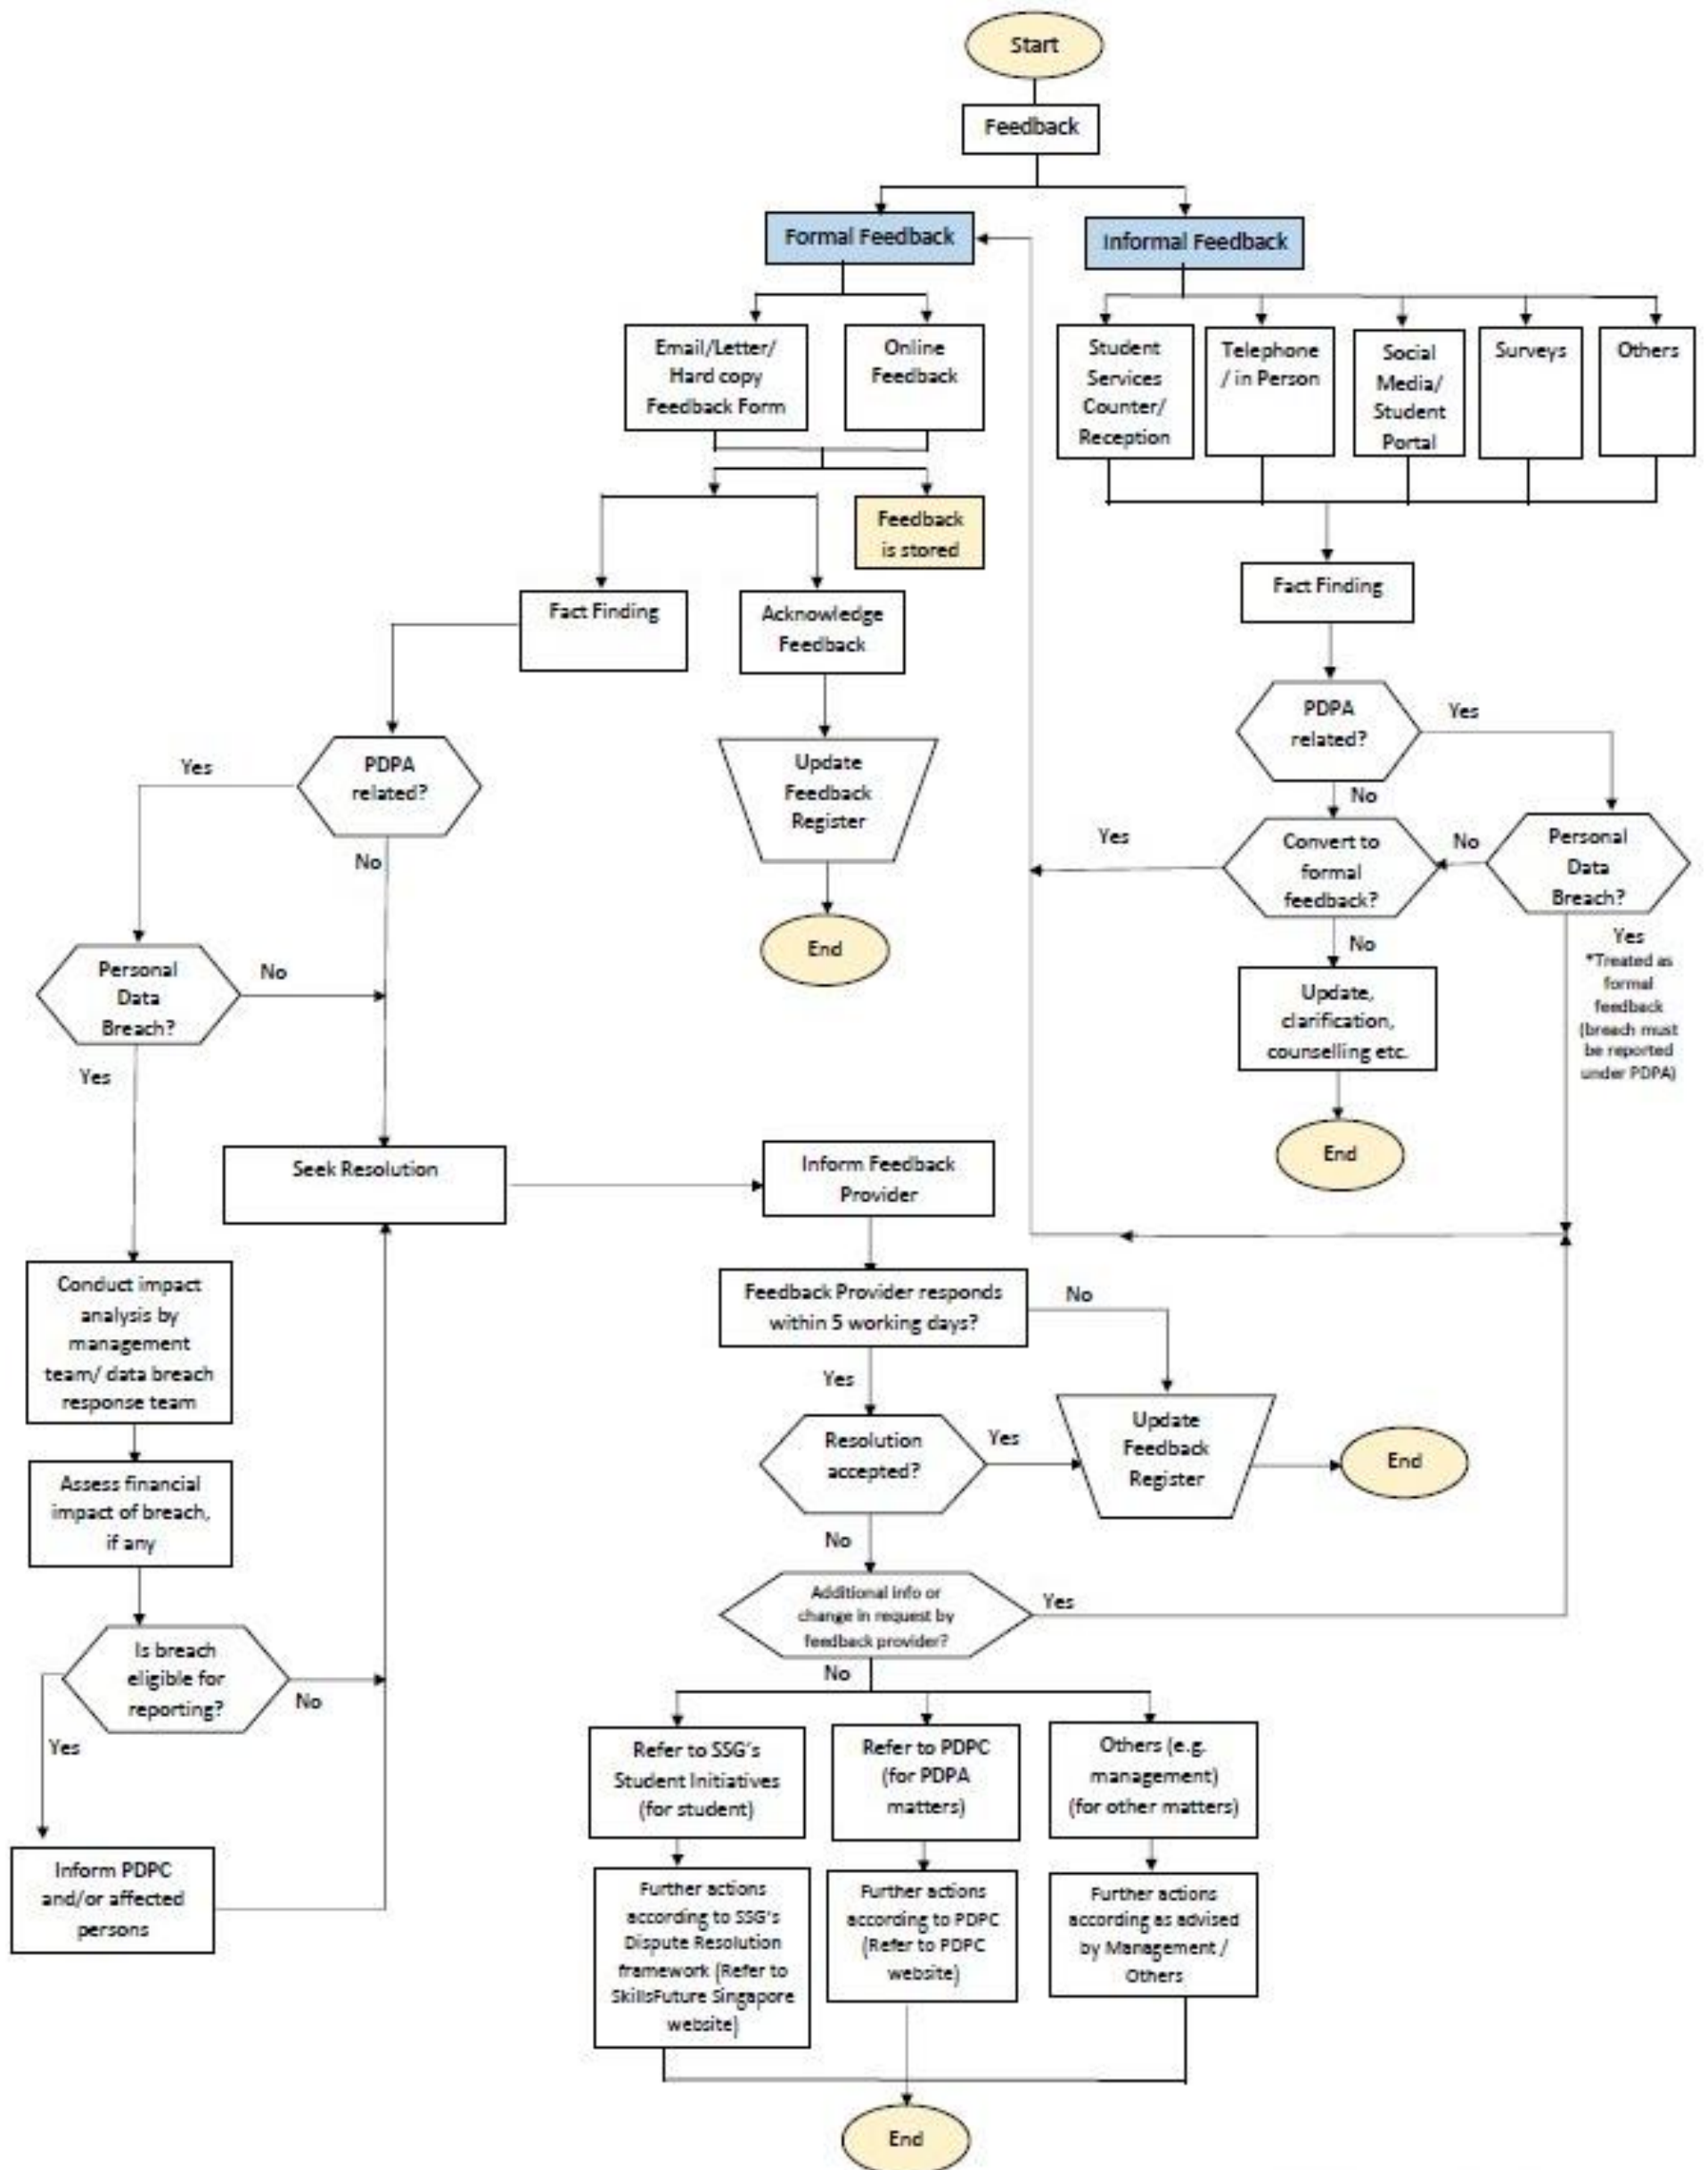 Start
Feedback
Formal Feedback
Informal Feedback
Email/Letter/
Hard copy
Feedback Form
Online
Feedback
Student
Services
Counter/
Reception
Telephone
/ in Person
Social
Media/
Student
Portal
Surveys
Others
Feedback
is stored
Fact Finding
Acknowledge
Feedback
Fact Finding
PDPA
related?
Yes
No
PDPA
related?
Yes
No
Update
Feedback
Register
End
Convert to
formal
feedback?
Yes
No
Personal
Data
Breach?
No
Yes
*Treated as
formal
feedback
(breach must
be reported
under PDPA)
Personal
Data
Breach?
No
Yes
Update,
clarification,
counselling etc.
End
Seek Resolution
Inform Feedback
Provider
Conduct impact
analysis by
management
team/ data breach
response team
Feedback Provider responds
within 5 working days?
No
Yes
Resolution
accepted?
Yes
No
Update
Feedback
Register
End
Assess financial
impact of breach,
if any
Additional info or
change in request by
feedback provider?
Yes
No
Is breach
eligible for
reporting?
No
Yes
Inform PDPC
and/or affected
persons
Refer to SSG's
Student Initiatives
(for student)
Refer to PDPC
(for PDPA
matters)
Others (e.g.
management)
(for other matters)
Further actions
according to SSG's
Dispute Resolution
framework (Refer to
SkillsFuture Singapore
website)
Further actions
according to PDPC
(Refer to PDPC
website)
Further actions
according as advised
by Management /
Others
End